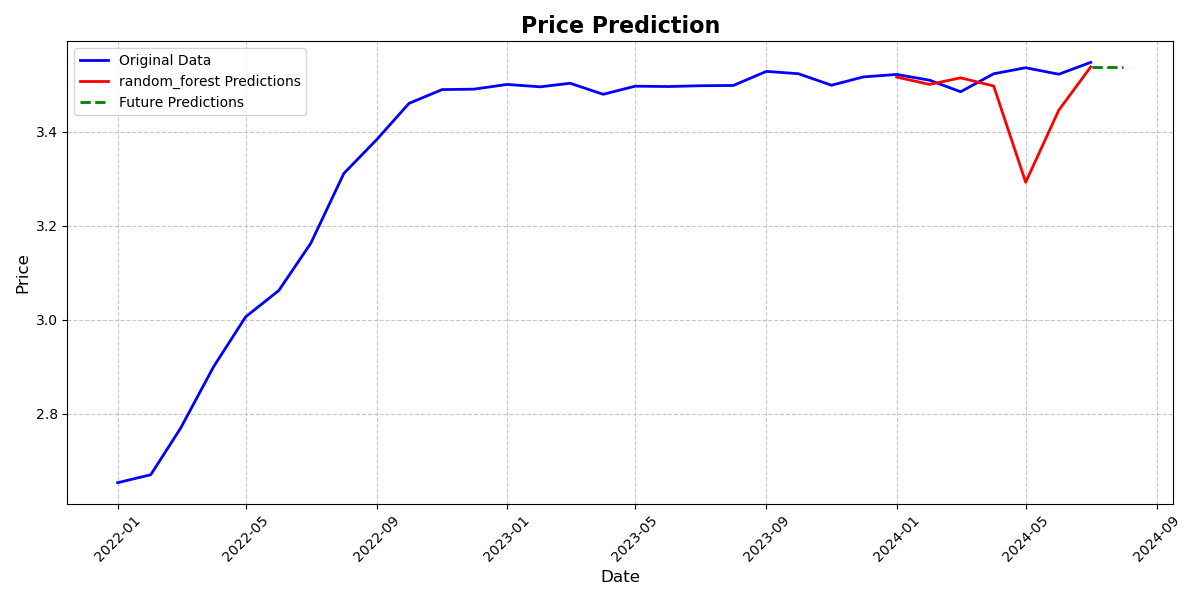 Price Prediction
Original Data
random_forest Predictions
Future Predictions
Price
3.4
3.2
3.0
2.8
2022-01
2022-05
2022-09
2023-01
2023-05
2023-09
2024-01
2024-05
2024-09
Date